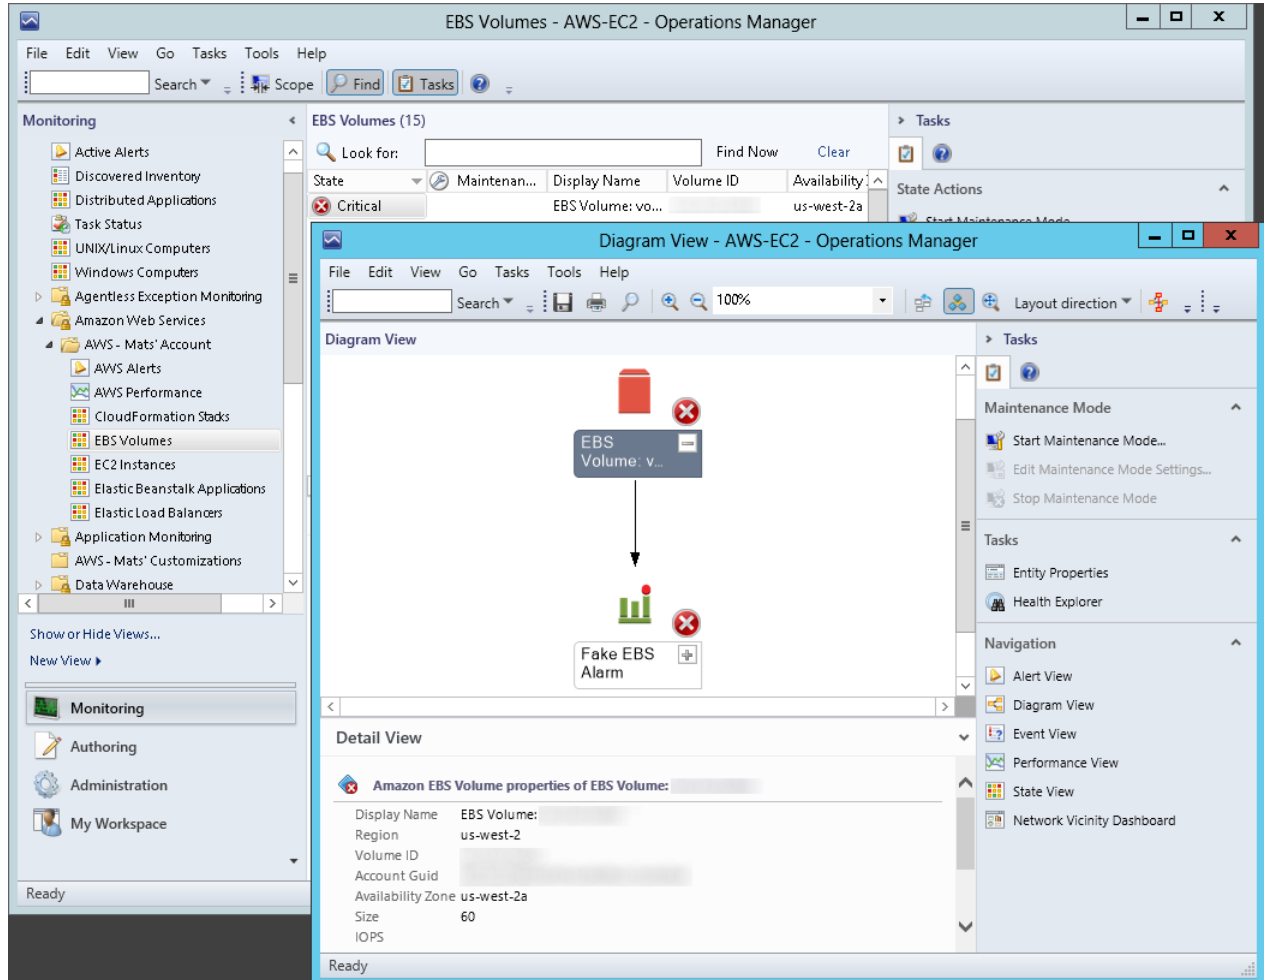 EBS Volumes - AWS-EC2 - Operations Manager
File Edit View Go Tasks Tools Help
Search Scope Find Tasks
Monitoring
Active Alerts
Discovered Inventory
Distributed Applications
Task Status
UNIX/Linux Computers
Windows Computers
Agentless Exception Monitoring
Amazon Web Services
AWS - Mats' Account
AWS Alerts
AWS Performance
CloudFormation Stacks
EBS Volumes
EC2 Instances
Elastic Beanstalk Applications
Elastic Load Balancers
Application Monitoring
AWS - Mats' Customizations
Data Warehouse
Show or Hide Views...
New View
Monitoring
Authoring
Administration
My Workspace
Ready
EBS Volumes (15)
Look for: Find Now Clear
State Maintenan... Display Name Volume ID Availability
Critical EBS Volume: vo... us-west-2a
Tasks
State Actions
Start Maintenance Mode
Diagram View - AWS-EC2 - Operations Manager
File Edit View Go Tasks Tools Help
Search 100% Layout direction
Diagram View
EBS
Volume: v...
Fake EBS
Alarm
Detail View
Amazon EBS Volume properties of EBS Volume:
Display Name EBS Volume:
Region us-west-2
Volume ID
Account Guid
Availability Zone us-west-2a
Size 60
IOPS
Ready
Tasks
Maintenance Mode
Start Maintenance Mode...
Edit Maintenance Mode Settings...
Stop Maintenance Mode
Tasks
Entity Properties
Health Explorer
Navigation
Alert View
Diagram View
Event View
Performance View
State View
Network Vicinity Dashboard